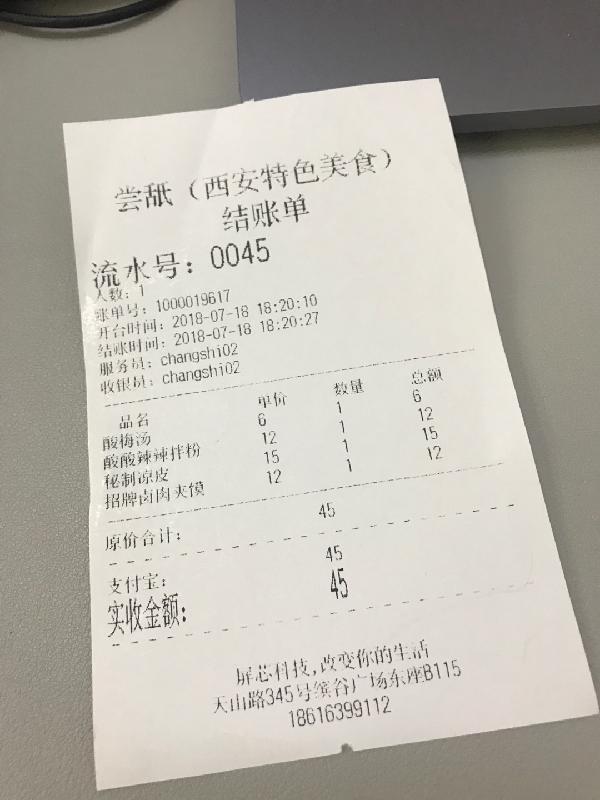 尝舐（西安特色美食）
结账单
流水号：0045
人数：1
账单号：1000019617
开台时间：2018-07-18 18:20:10
结账时间：2018-07-18 18:20:27
服务员：changshi02
收银员：changshi02
品名 单价 数量 总额
酸梅汤 6 1 6
酸酸辣辣拌粉 12 1 12
秘制凉皮 15 1 15
招牌卤肉夹馍 12 1 12
原价合计： 45
支付宝： 45
实收金额： 45
屏芯科技,改变你的生活
天山路345号缤谷广场东座B115
18616399112